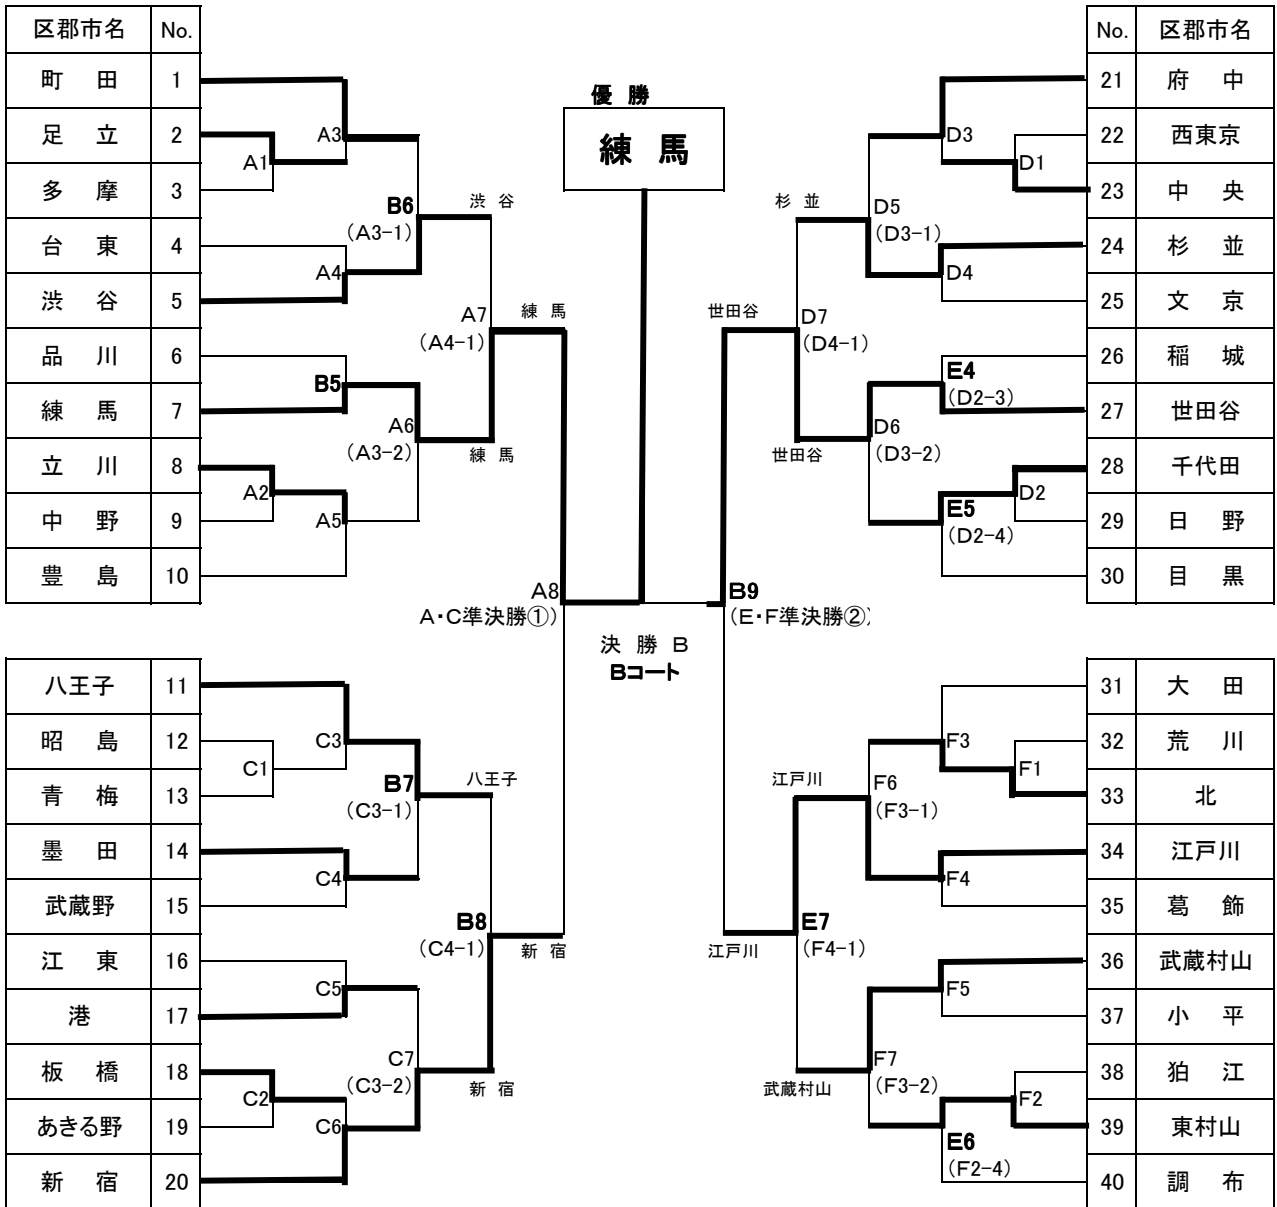 区郡市名 No.
町 田 1
足 立 2
多 摩 3
台 東 4
渋 谷 5
品 川 6
練 馬 7
立 川 8
中 野 9
豊 島 10
A1
A3
A4
B5
A2
A5
B6
(A3-1)
A6
(A3-2)
渋 谷
A7
(A4-1)
練 馬
練 馬
優 勝
練 馬
A8
A・C準決勝①)
決 勝 B
Bコート
B9
(E・F準決勝②)
No. 区郡市名
21 府 中
22 西東京
23 中 央
24 杉 並
25 文 京
26 稲 城
27 世田谷
28 千代田
29 日 野
30 目 黒
D3
D1
杉 並
D5
(D3-1)
D4
世田谷
D7
(D4-1)
E4
(D2-3)
D6
(D3-2)
世田谷
D2
E5
(D2-4)
八王子 11
昭 島 12
青 梅 13
墨 田 14
武蔵野 15
江 東 16
港 17
板 橋 18
あきる野 19
新 宿 20
C3
C1
B7
(C3-1)
八王子
C4
B8
(C4-1)
新 宿
C5
C7
(C3-2)
新 宿
C2
C6
31 大 田
32 荒 川
33 北
34 江戸川
35 葛 飾
36 武蔵村山
37 小 平
38 狛 江
39 東村山
40 調 布
F3
F1
江戸川
F6
(F3-1)
F4
江戸川
E7
(F4-1)
F5
F7
(F3-2)
武蔵村山
F2
E6
(F2-4)